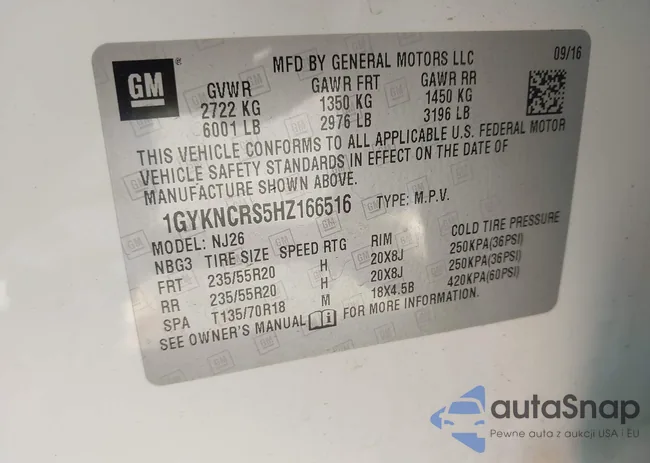 GM
MFD BY GENERAL MOTORS LLC 09/16
GVWR GAWR FRT GAWR RR
2722 KG 1350 KG 1450 KG
6001 LB 2976 LB 3196 LB
THIS VEHICLE CONFORMS TO ALL APPLICABLE U.S. FEDERAL MOTOR
VEHICLE SAFETY STANDARDS IN EFFECT ON THE DATE OF
MANUFACTURE SHOWN ABOVE.
1GYKNCRS5HZ166516 TYPE: M.P.V.
MODEL: NJ26
NBG3 TIRE SIZE SPEED RTG RIM COLD TIRE PRESSURE
FRT 235/55R20 H 20X8J 250KPA(36PSI)
RR 235/55R20 H 20X8J 250KPA(36PSI)
SPA T135/70R18 M 18X4.5B 420KPA(60PSI)
SEE OWNER'S MANUAL FOR MORE INFORMATION.
autaSnap
Pewne auta z aukcji USA i EU